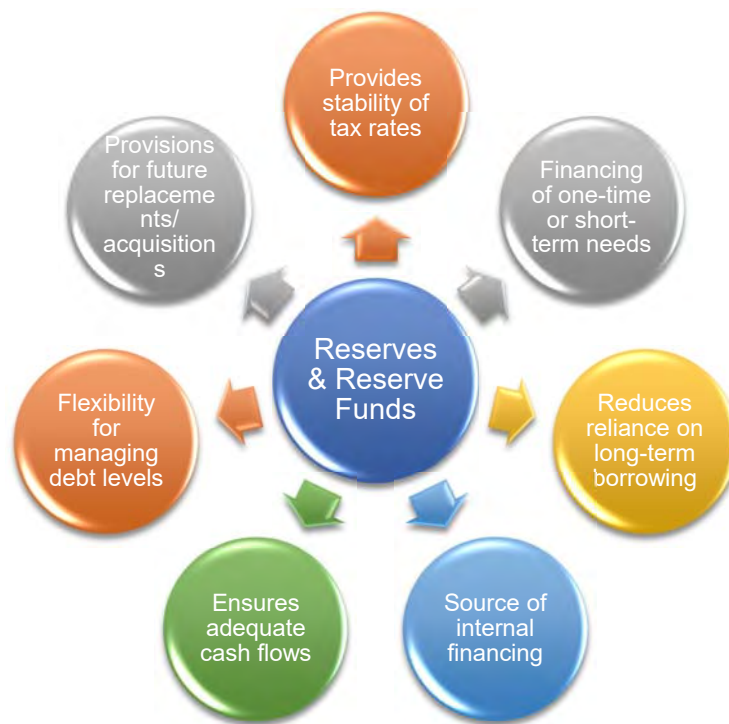 Provides
stability of
tax rates
Financing
of one-time
or short-
term needs
Reduces
reliance on
long-term
borrowing
Source of
internal
financing
Ensures
adequate
cash flows
Flexibility
for
managing
debt levels
Provisions
for future
replaceme
nts/
acquisition
s
Reserves
& Reserve
Funds